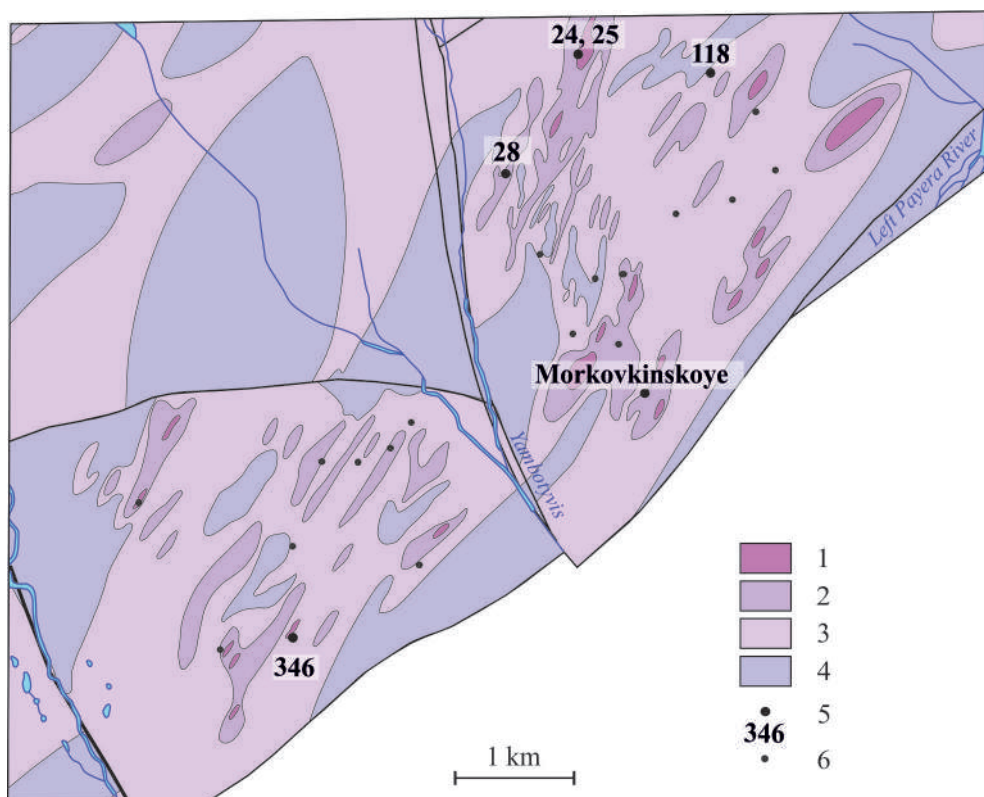 24, 25
118
28
Left Payera River
Morkovkinskoye
Yambotyvis
346
1
2
3
4
5
346
6
1 km